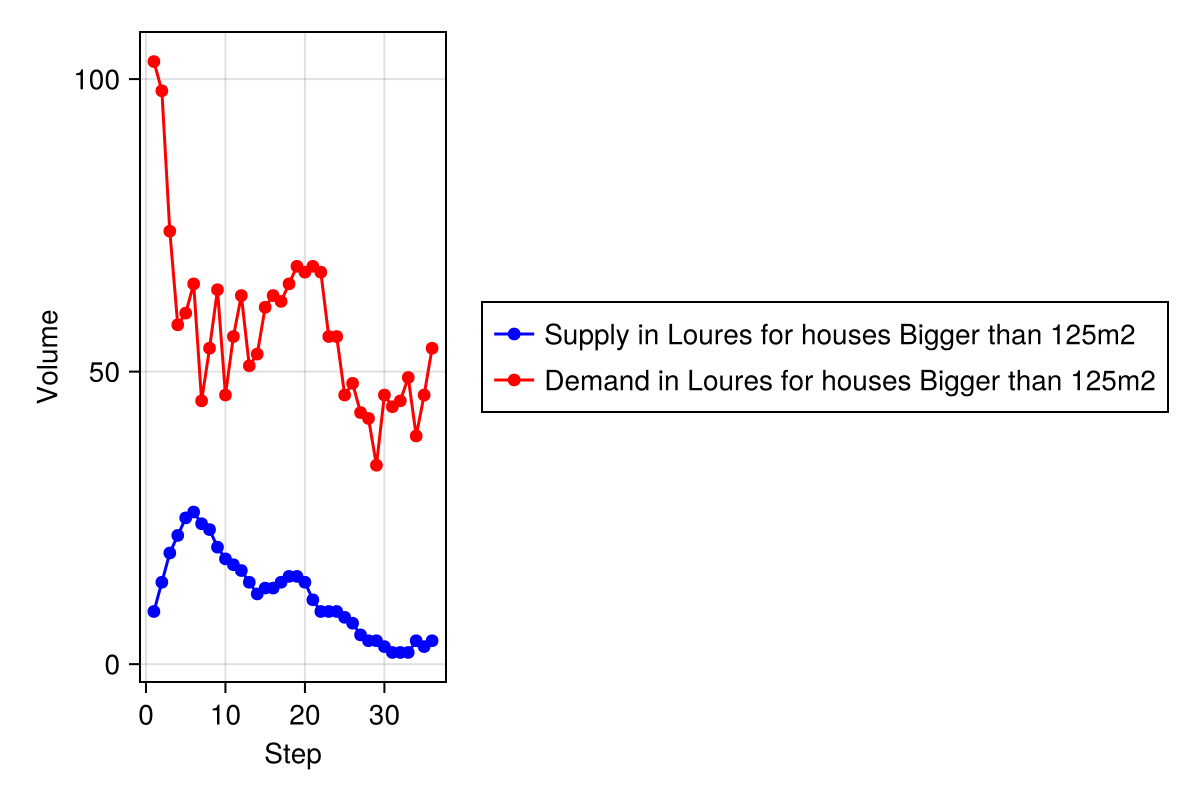 100
50
0
Volume
0 10 20 30
Step
Supply in Loures for houses Bigger than 125m2
Demand in Loures for houses Bigger than 125m2